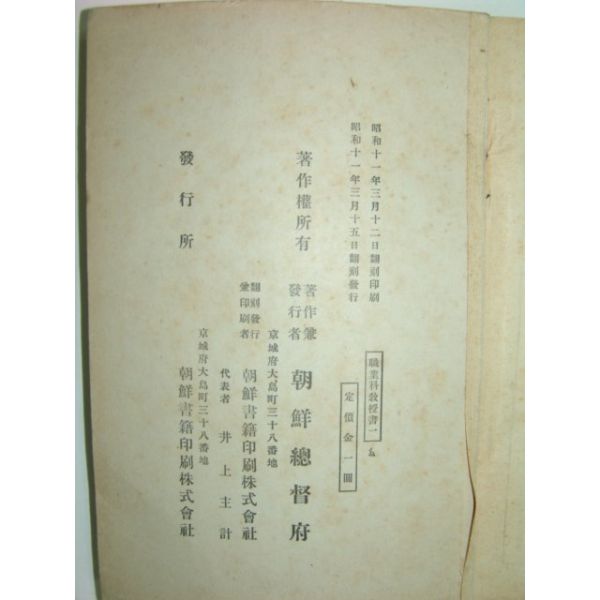 昭和十一年三月十二日翻刻印刷
昭和十一年三月十五日翻刻發行
職業科教授書一
定價金一圓
著作權所有
著作兼
發行者
朝鮮總督府
京城府大島町三十八番地
翻刻發行
兼印刷者
朝鮮書籍印刷株式會社
代表者 井上主計
京城府大島町三十八番地
發行所
朝鮮書籍印刷株式會社